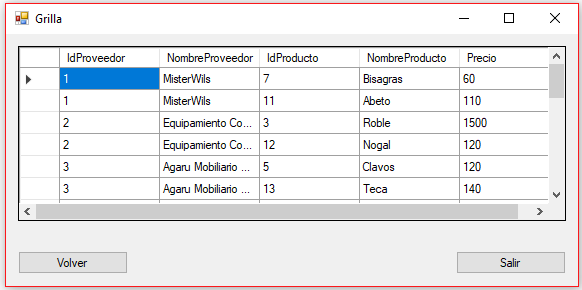 Grilla
IdProveedor NombreProveedor IdProducto NombreProducto Precio
1 MisterWils 7 Bisagras 60
1 MisterWils 11 Abeto 110
2 Equipamiento Co... 3 Roble 1500
2 Equipamiento Co... 12 Nogal 120
3 Agaru Mobiliario ... 5 Clavos 120
3 Agaru Mobiliario ... 13 Teca 140
Volver Salir